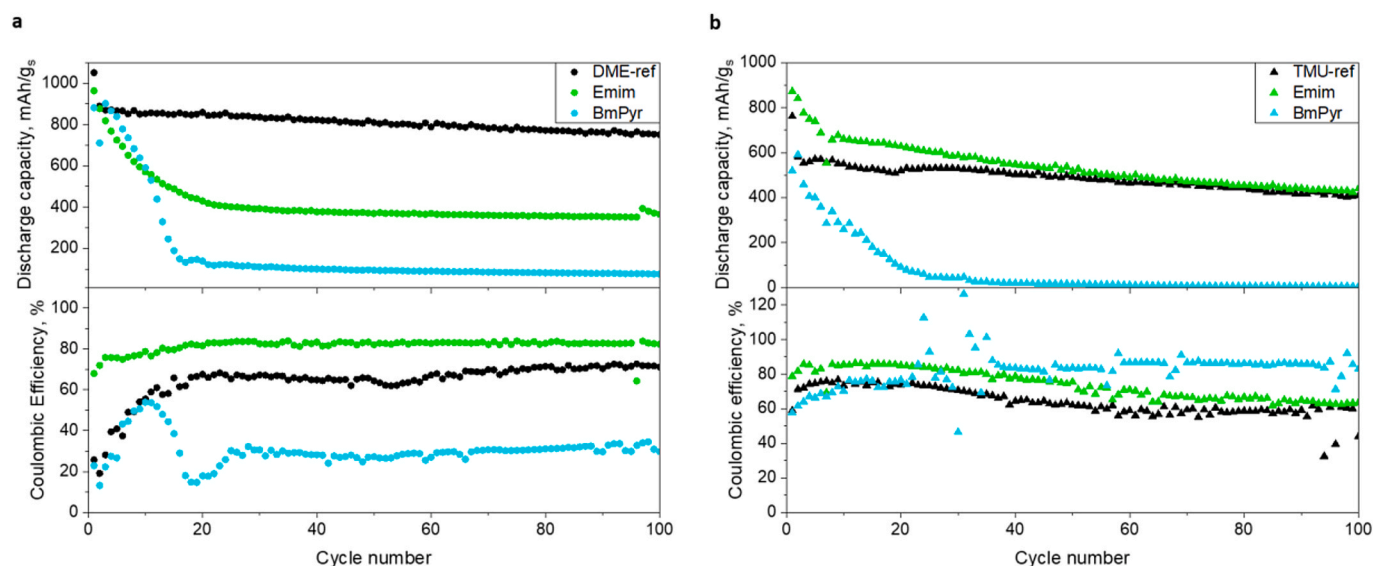 a
Discharge capacity, mAh/gs
1000
800
600
400
200
DME-ref
Emim
BmPyr
Coulombic Efficiency, %
100
80
60
40
20
0
0 20 40 60 80 100
Cycle number
b
Discharge capacity, mAh/gs
1000
800
600
400
200
0
TMU-ref
Emim
BmPyr
Coulombic efficiency, %
120
100
80
60
40
20
0
0 20 40 60 80 100
Cycle number